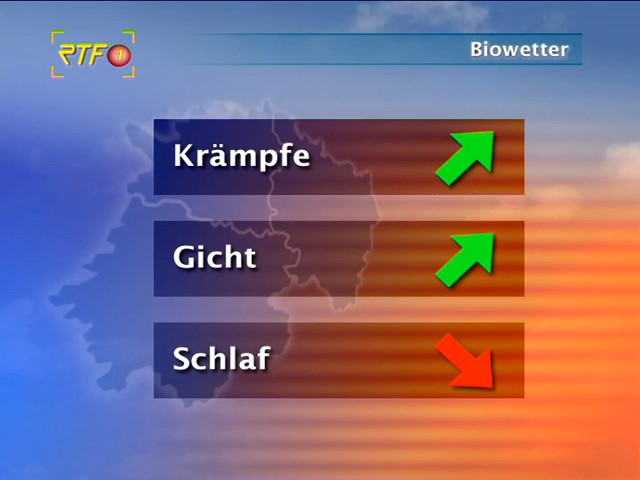 RTF 1
Biowetter
Krämpfe
Gicht
Schlaf